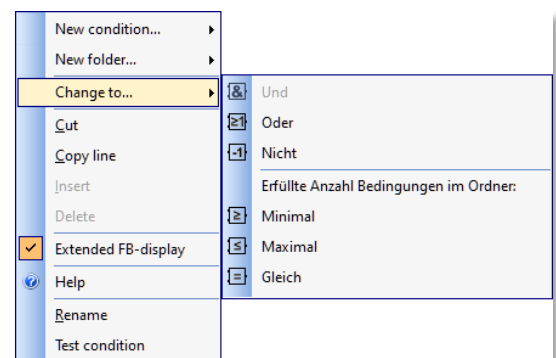 New condition...
New folder...
Change to...
Cut
Copy line
Insert
Delete
Extended FB-display
Help
Rename
Test condition
& Und
≥1 Oder
-1 Nicht
Erfüllte Anzahl Bedingungen im Ordner:
≥ Minimal
≤ Maximal
= Gleich